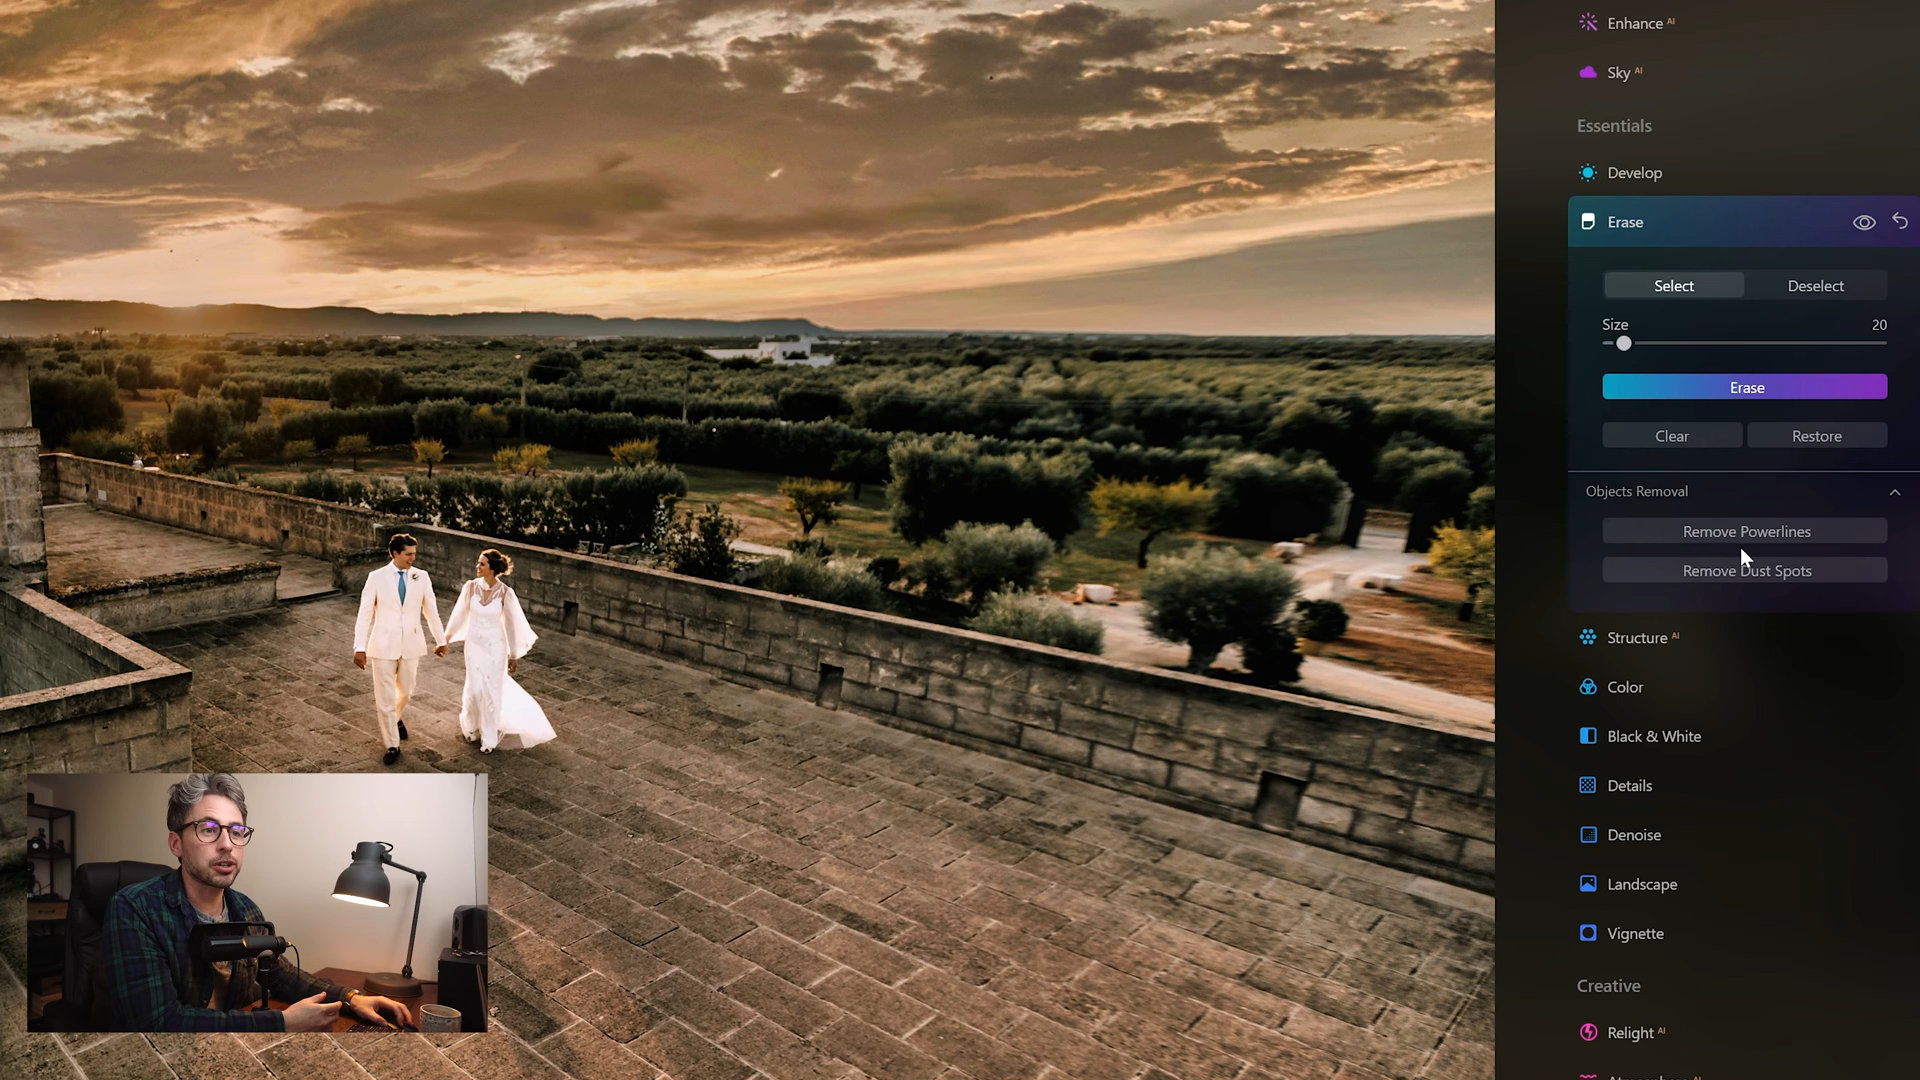 Enhance AI
Sky AI
Essentials
Develop
Erase
Select Deselect
Size 20
Erase
Clear Restore
Objects Removal
Remove Powerlines
Remove Dust Spots
Structure AI
Color
Black & White
Details
Denoise
Landscape
Vignette
Creative
Relight AI